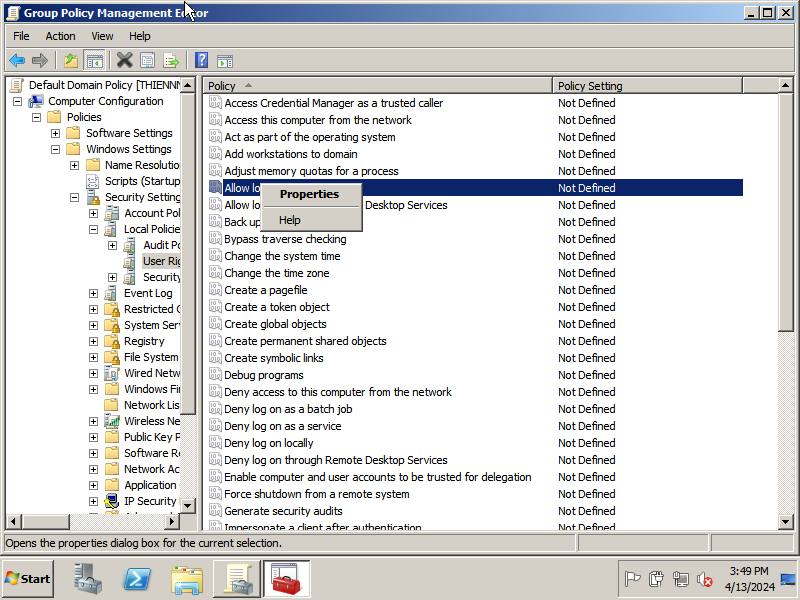 Group Policy Management Editor
File Action View Help
Default Domain Policy [THIENN
Computer Configuration
Policies
Software Settings
Windows Settings
Name Resolutio
Scripts (Startup
Security Setting
Account Pol
Local Policie
Audit Po
User Rig
Security
Event Log
Restricted G
System Serv
Registry
File System
Wired Netw
Windows Fir
Network Lis
Wireless Ne
Public Key P
Software Re
Network Ac
Application
IP Security
Policy Policy Setting
Access Credential Manager as a trusted caller Not Defined
Access this computer from the network Not Defined
Act as part of the operating system Not Defined
Add workstations to domain Not Defined
Adjust memory quotas for a process Not Defined
Allow lo Not Defined
Allow lo Desktop Services Not Defined
Back up Not Defined
Bypass traverse checking Not Defined
Change the system time Not Defined
Change the time zone Not Defined
Create a pagefile Not Defined
Create a token object Not Defined
Create global objects Not Defined
Create permanent shared objects Not Defined
Create symbolic links Not Defined
Debug programs Not Defined
Deny access to this computer from the network Not Defined
Deny log on as a batch job Not Defined
Deny log on as a service Not Defined
Deny log on locally Not Defined
Deny log on through Remote Desktop Services Not Defined
Enable computer and user accounts to be trusted for delegation Not Defined
Force shutdown from a remote system Not Defined
Generate security audits Not Defined
Impersonate a client after authentication Not Defined
Properties
Help
Opens the properties dialog box for the current selection.
Start
3:49 PM
4/13/2024